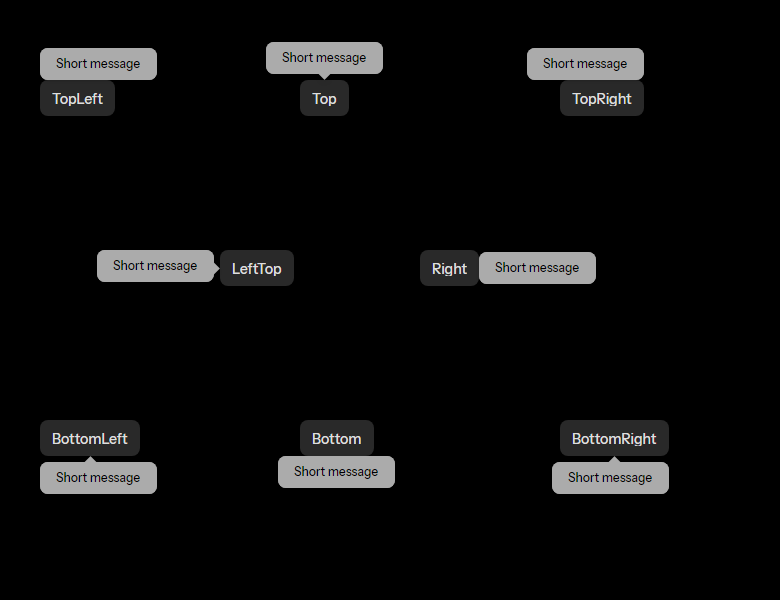 Short message
TopLeft
Short message
Top
Short message
TopRight
Short message
LeftTop
Right
Short message
BottomLeft
Short message
Bottom
Short message
BottomRight
Short message